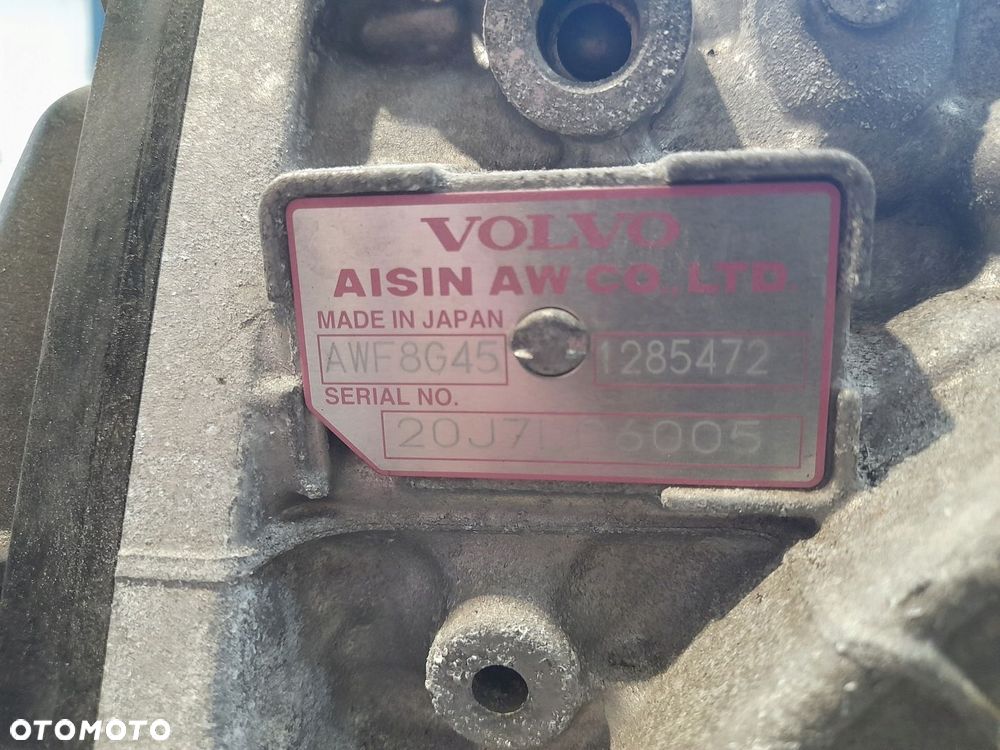 VOLVO
AISIN AW CO., LTD.
MADE IN JAPAN
AWF8G45 1285472
SERIAL NO.
OTOMOTO